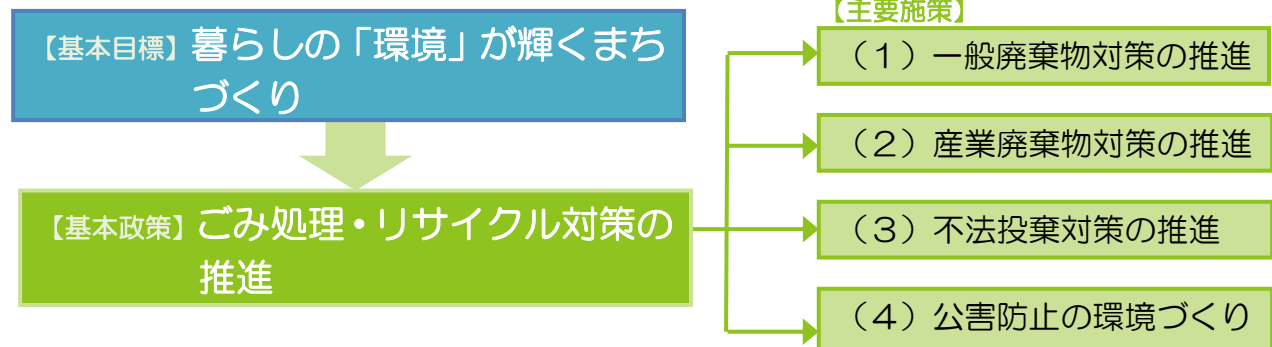 【基本目標】暮らしの「環境」が輝くまち
づくり
【基本政策】ごみ処理・リサイクル対策の
推進
【主要施策】
（１）一般廃棄物対策の推進
（２）産業廃棄物対策の推進
（３）不法投棄対策の推進
（４）公害防止の環境づくり